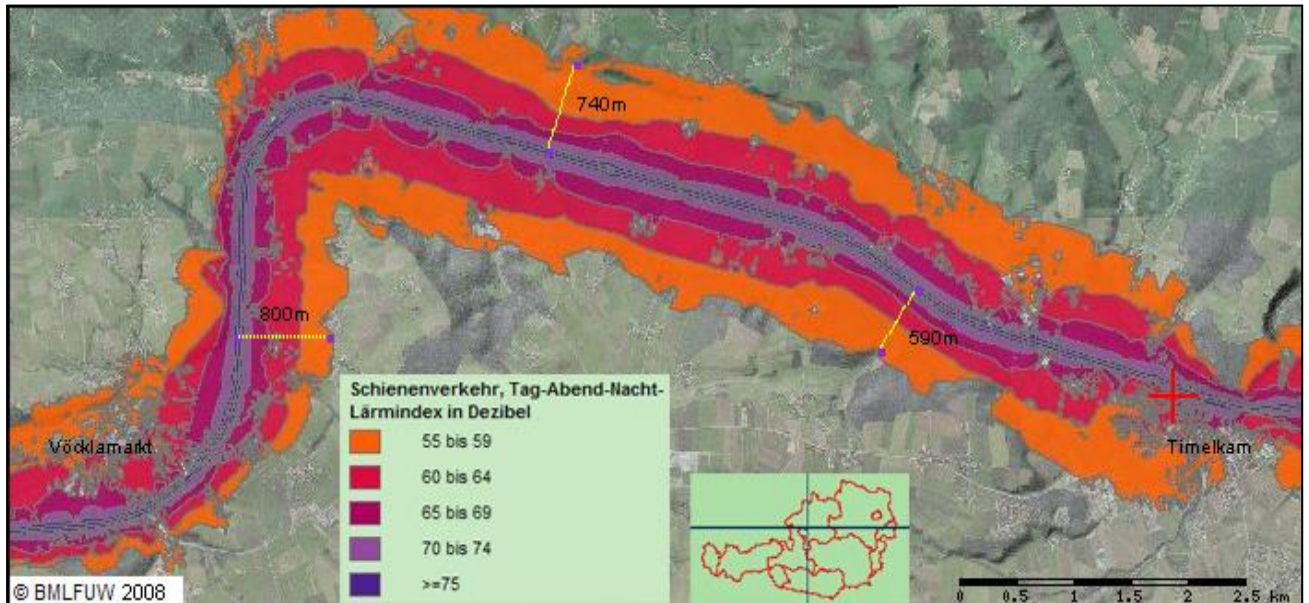 740m
800m
590m
Vöcklamarkt
Timelkam
Schienenverkehr, Tag-Abend-Nacht-
Lärmindex in Dezibel
55 bis 59
60 bis 64
65 bis 69
70 bis 74
>=75
© BMLFUW 2008
0 0.5 1 1.5 2 2.5 km